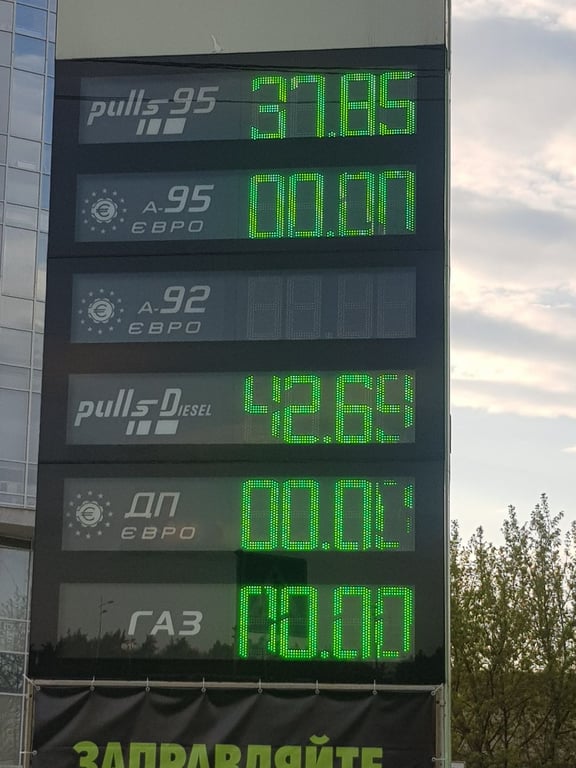 pulls 95 37.85
€ А-95 00.00
ЄВРО
€ А-92
ЄВРО
pulls Diesel 42.69
€ ДП 00.00
ЄВРО
ГАЗ 00.00
ЗАПРАВЛЯЙТЕ